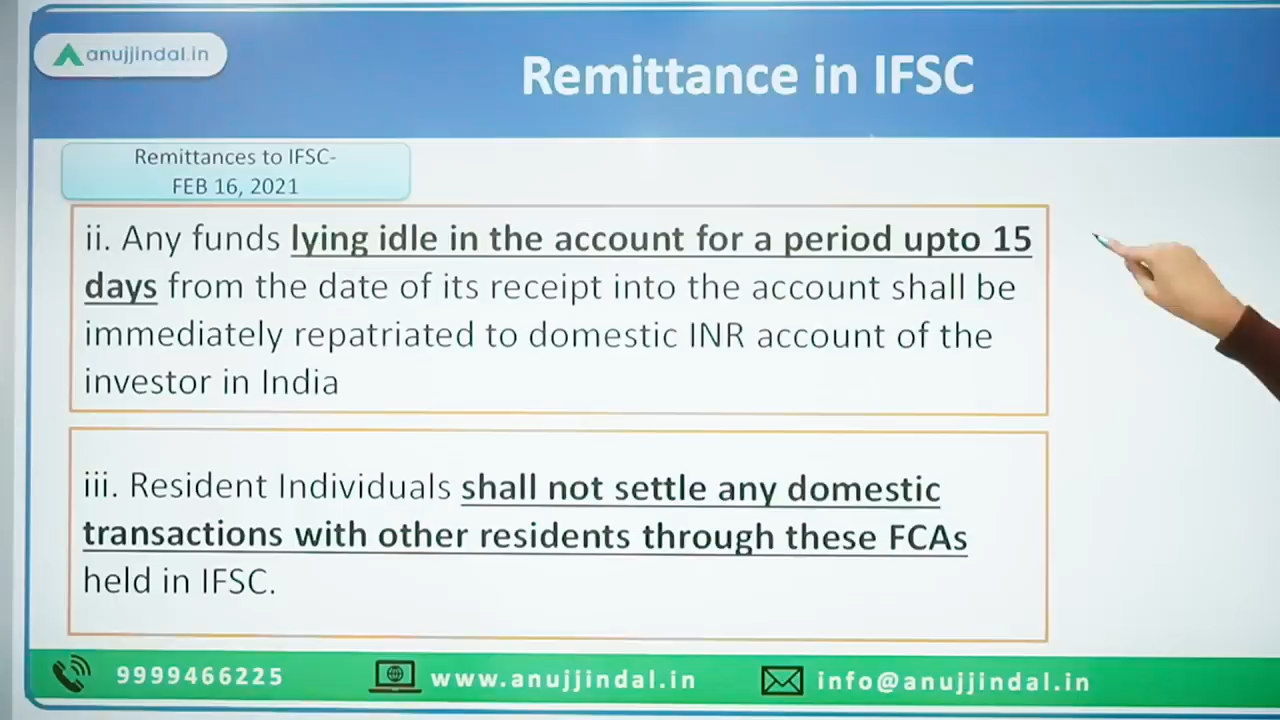 anujjindal.in
Remittance in IFSC
Remittances to IFSC-
FEB 16, 2021
ii. Any funds lying idle in the account for a period upto 15
days from the date of its receipt into the account shall be
immediately repatriated to domestic INR account of the
investor in India
iii. Resident Individuals shall not settle any domestic
transactions with other residents through these FCAs
held in IFSC.
9999466225
www.anujjindal.in
info@anujjindal.in